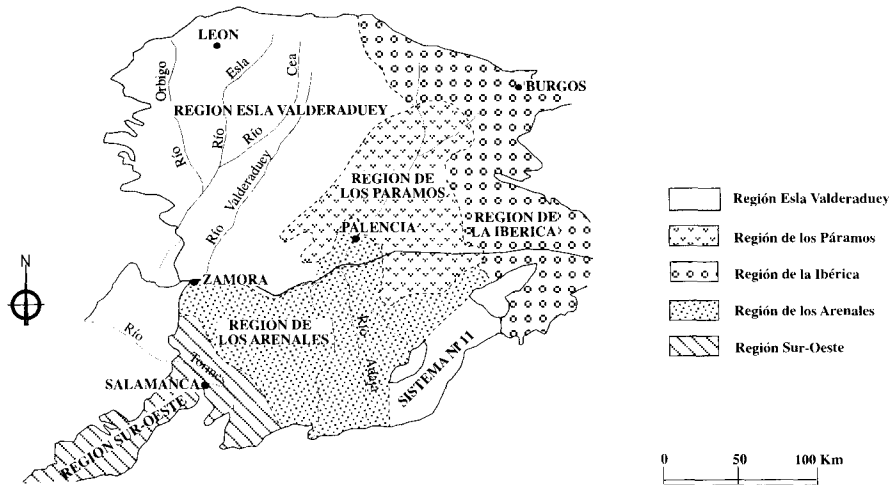 LEON
Orbigo
Río
Esla
Río
Cea
Río
REGION ESLA VALDERADUEY
Valderaduey
Río
BURGOS
REGION DE
LOS PARAMOS
PALENCIA
REGION DE
LA IBERICA
N
ZAMORA
REGION DE
LOS ARENALES
Río
Adaja
Río
Tormes
SALAMANCA
REGION SUR-OESTE
SISTEMA Nº 11
Región Esla Valderaduey
Región de los Páramos
Región de la Ibérica
Región de los Arenales
Región Sur-Oeste
0 50 100 Km